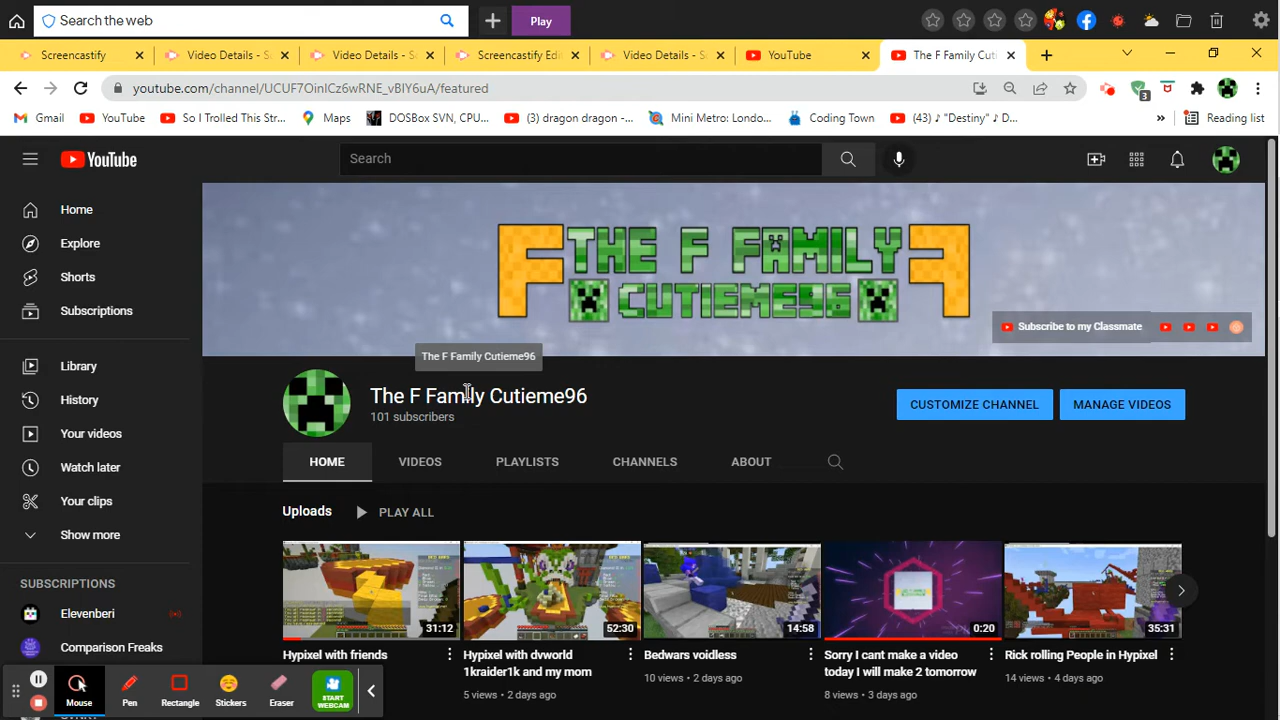 Search the web
Play
Screencastify
Video Details - Sc
Video Details - Sc
Screencastify Edi
Video Details - Sc
YouTube
The F Family Cuti
youtube.com/channel/UCUF7OinICz6wRNE_vBIY6uA/featured
3
Gmail
YouTube
So I Trolled This Str...
Maps
DOSBox SVN, CPU...
(3) dragon dragon -...
Mini Metro: Londo...
Coding Town
(43) ♪ "Destiny" ♪ D...
»
Reading list
YouTube
Search
Home
Explore
Shorts
Subscriptions
Library
History
Your videos
Watch later
Your clips
Show more
SUBSCRIPTIONS
Elevenberi
Comparison Freaks
F THE F FAMILY F
CUTIEME96
Subscribe to my Classmate
The F Family Cutieme96
The F Family Cutieme96
101 subscribers
CUSTOMIZE CHANNEL
MANAGE VIDEOS
HOME
VIDEOS
PLAYLISTS
CHANNELS
ABOUT
Uploads
PLAY ALL
31:12
52:30
14:58
0:20
35:31
Hypixel with friends
Hypixel with dvworld
1kraider1k and my mom
5 views • 2 days ago
Bedwars voidless
10 views • 2 days ago
Sorry I cant make a video
today I will make 2 tomorrow
8 views • 3 days ago
Rick rolling People in Hypixel
14 views • 4 days ago
Mouse
Pen
Rectangle
Stickers
Eraser
START
WEBCAM